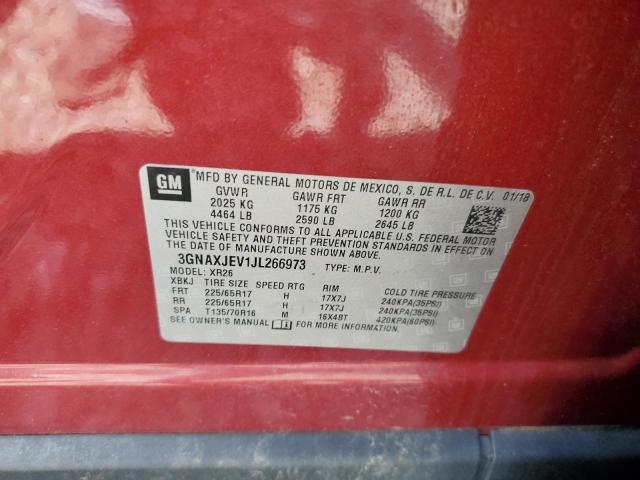 GM
MFD BY GENERAL MOTORS DE MEXICO, S. DE R.L. DE C.V. 01/18
GVWR GAWR FRT GAWR RR
2025 KG 1175 KG 1200 KG
4464 LB 2590 LB 2645 LB
THIS VEHICLE CONFORMS TO ALL APPLICABLE U.S. FEDERAL MOTOR
VEHICLE SAFETY AND THEFT PREVENTION STANDARDS IN EFFECT ON
THE DATE OF MANUFACTURE SHOWN ABOVE.
3GNAXJEV1JL266973 TYPE: M.P.V.
MODEL: XR26
XBKJ TIRE SIZE SPEED RTG RIM COLD TIRE PRESSURE
FRT 225/65R17 H 17X7J 240KPA(35PSI)
RR 225/65R17 H 17X7J 240KPA(35PSI)
SPA T135/70R16 M 16X4BT 420KPA(60PSI)
SEE OWNER'S MANUAL FOR MORE INFORMATION.